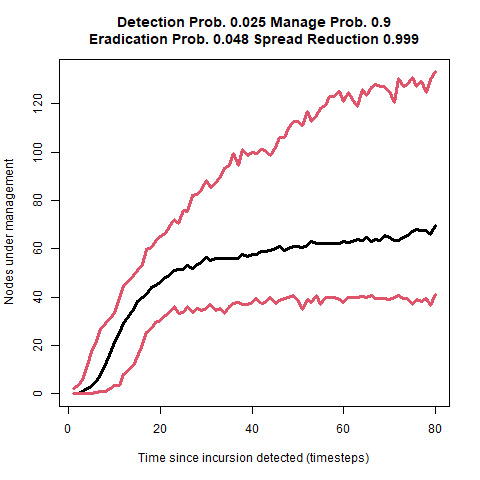 Detection Prob. 0.025 Manage Prob. 0.9
Eradication Prob. 0.048 Spread Reduction 0.999
Nodes under management
120
100
80
60
40
20
0
0 20 40 60 80
Time since incursion detected (timesteps)